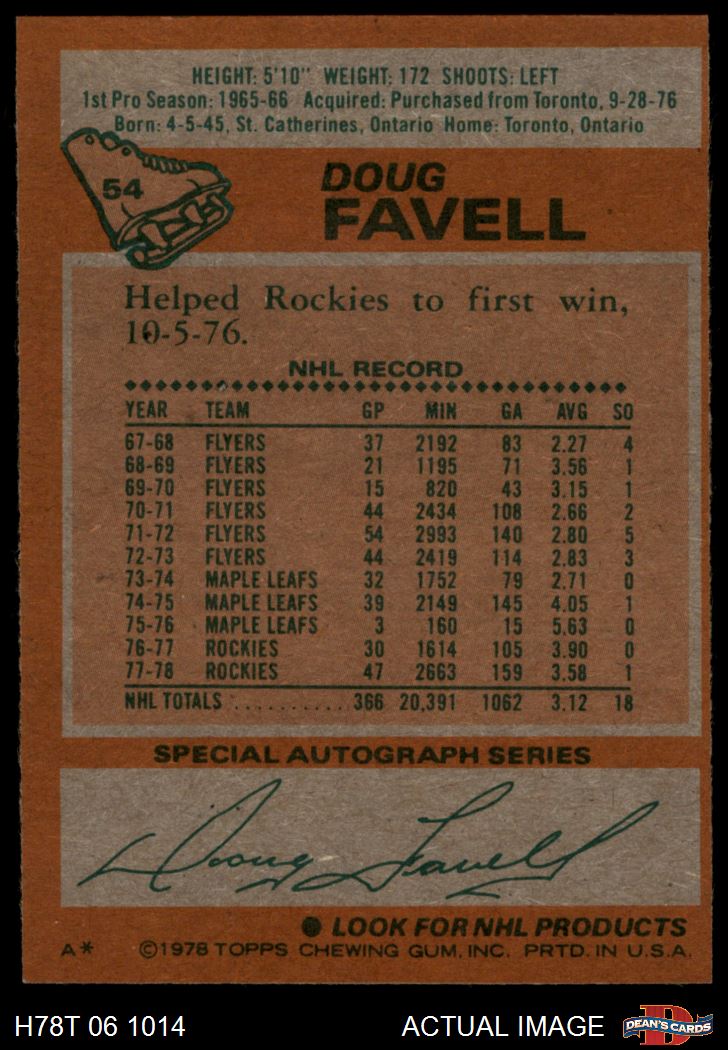 HEIGHT: 5'10" WEIGHT: 172 SHOOTS: LEFT
1st Pro Season: 1965-66 Acquired: Purchased from Toronto, 9-28-76
Born: 4-5-45, St. Catherines, Ontario Home: Toronto, Ontario
54
DOUG
FAVELL
Helped Rockies to first win,
10-5-76.
NHL RECORD
YEAR TEAM GP MIN GA AVG SO
67-68 FLYERS 37 2192 83 2.27 4
68-69 FLYERS 21 1195 71 3.56 1
69-70 FLYERS 15 820 43 3.15 1
70-71 FLYERS 44 2434 108 2.66 2
71-72 FLYERS 54 2993 140 2.80 5
72-73 FLYERS 44 2419 114 2.83 3
73-74 MAPLE LEAFS 32 1752 79 2.71 0
74-75 MAPLE LEAFS 39 2149 145 4.05 1
75-76 MAPLE LEAFS 3 160 15 5.63 0
76-77 ROCKIES 30 1614 105 3.90 0
77-78 ROCKIES 47 2663 159 3.58 1
NHL TOTALS ........... 366 20,391 1062 3.12 18
SPECIAL AUTOGRAPH SERIES
Doug Favell
● LOOK FOR NHL PRODUCTS
A* ©1978 TOPPS CHEWING GUM, INC. PRTD. IN U.S.A.
H78T 06 1014 ACTUAL IMAGE D DEAN'S CARDS